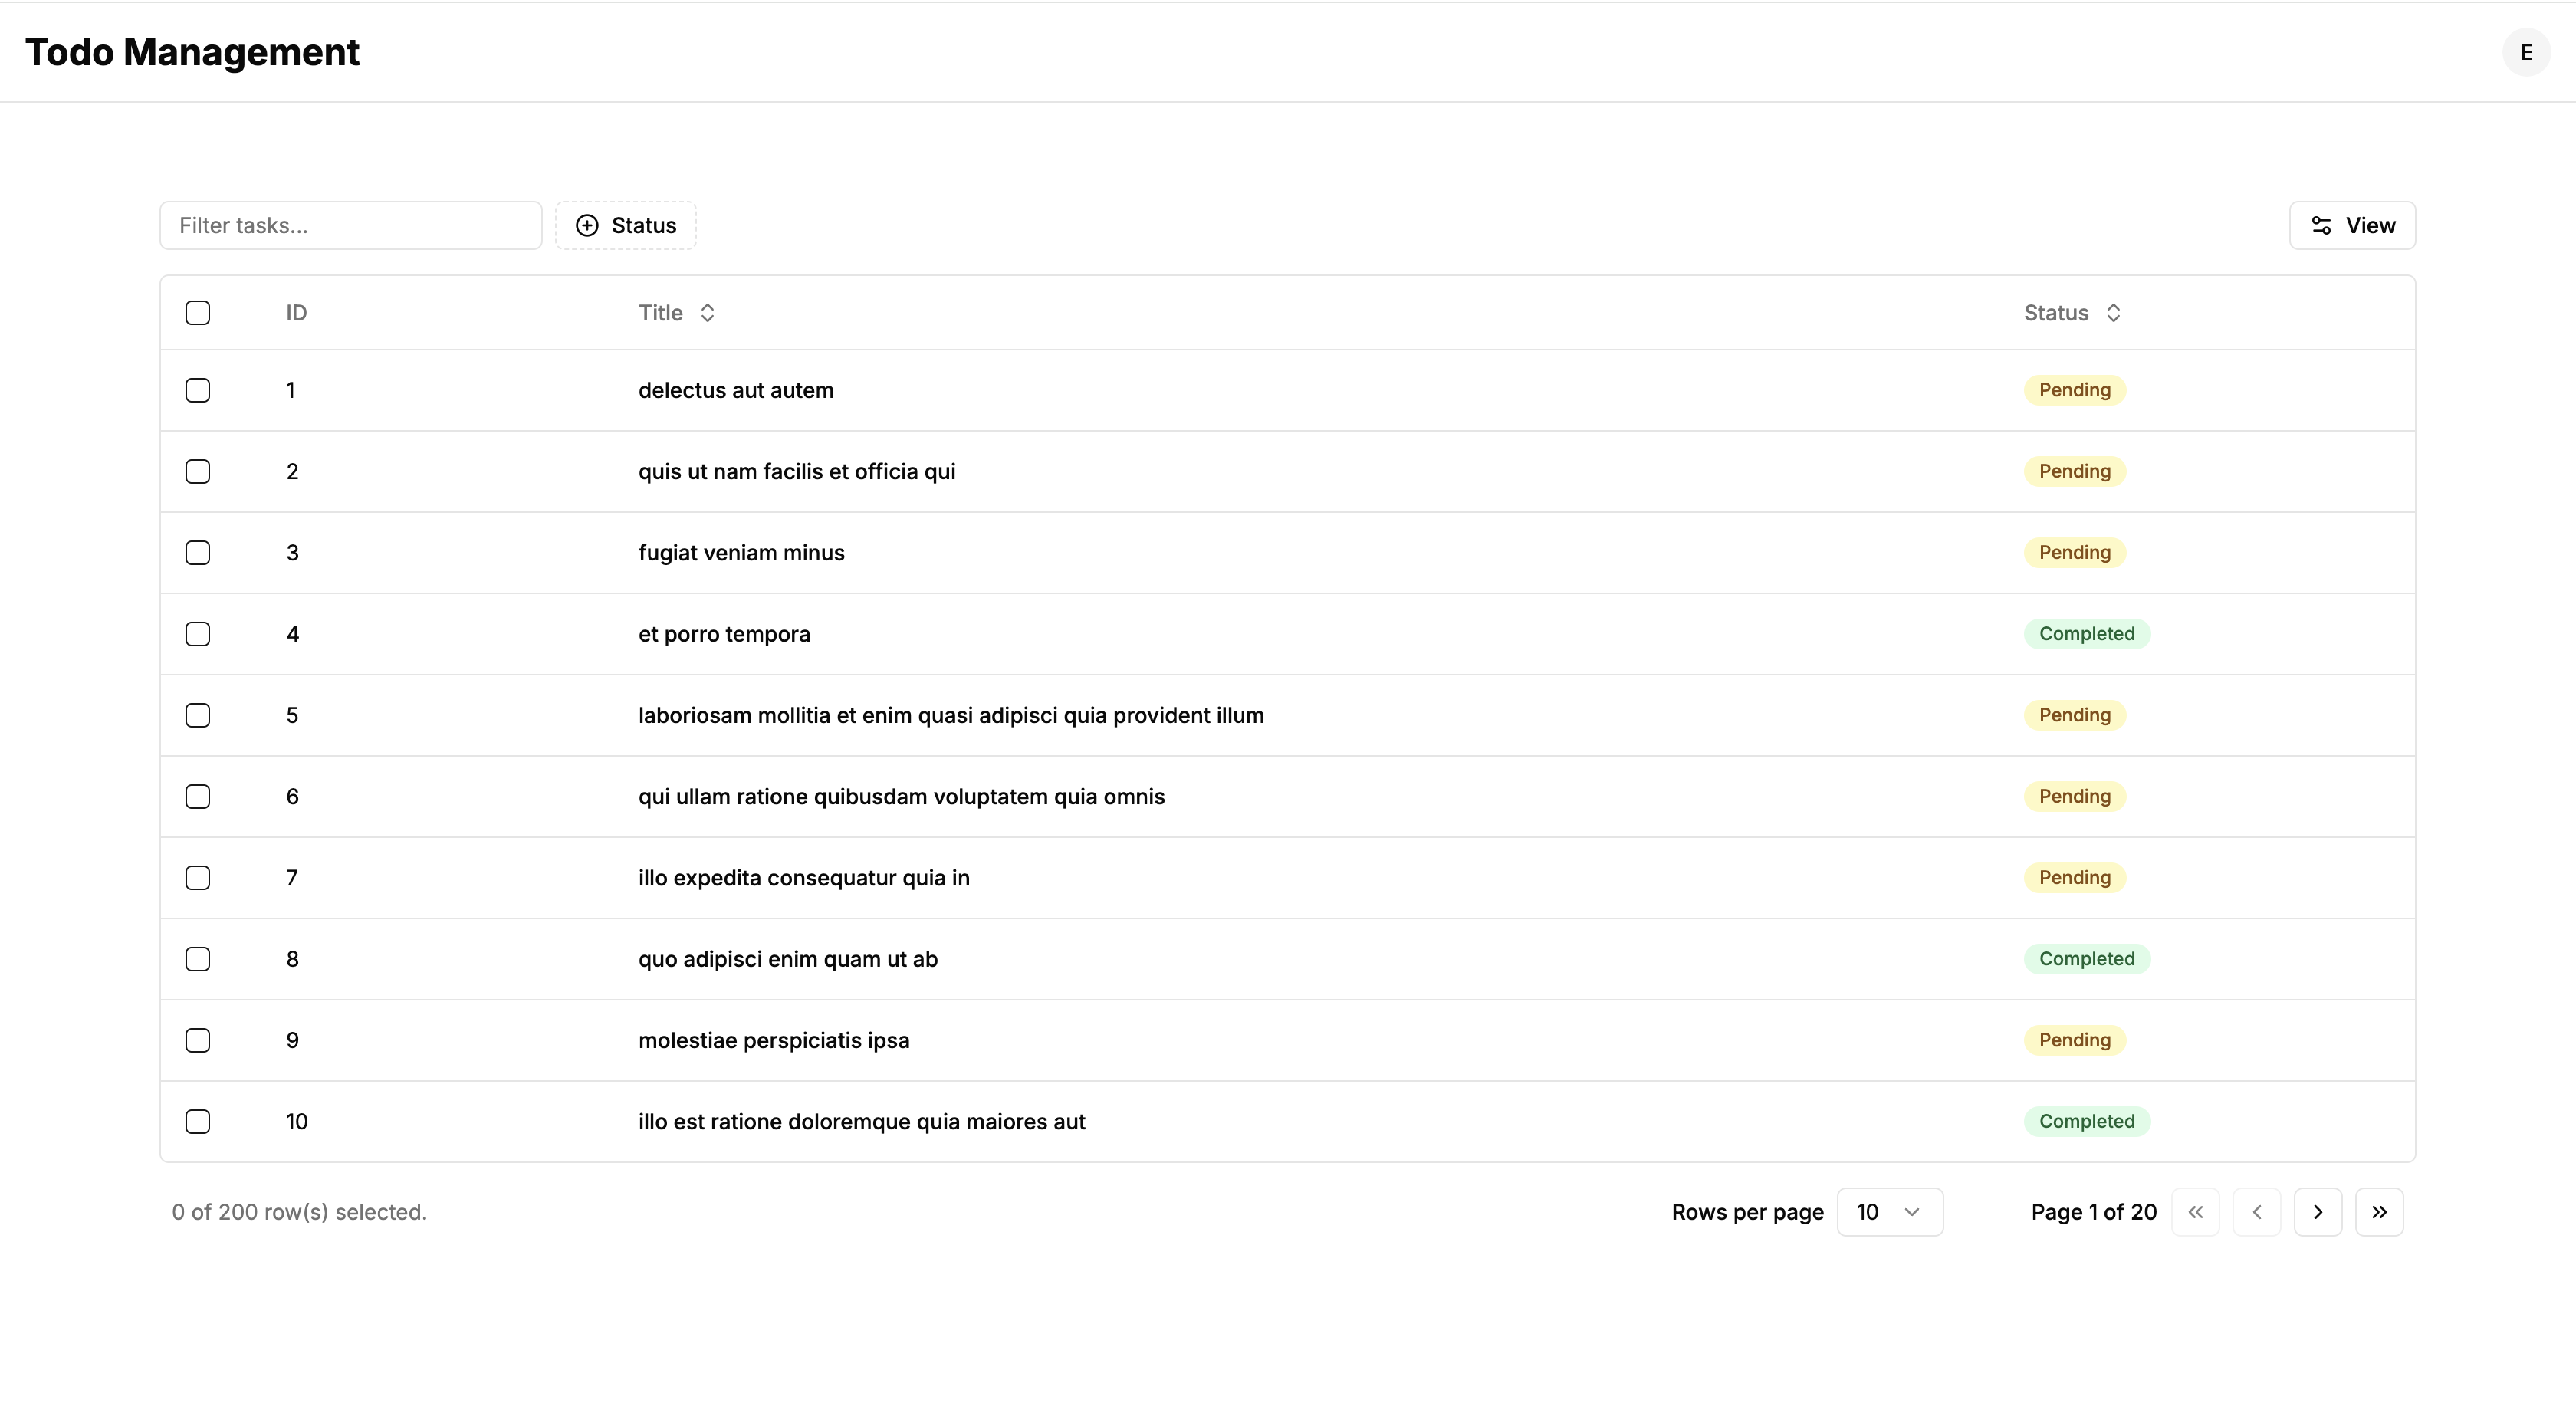 Todo Management E
Filter tasks... Status View
ID Title Status
1 delectus aut autem Pending
2 quis ut nam facilis et officia qui Pending
3 fugiat veniam minus Pending
4 et porro tempora Completed
5 laboriosam mollitia et enim quasi adipisci quia provident illum Pending
6 qui ullam ratione quibusdam voluptatem quia omnis Pending
7 illo expedita consequatur quia in Pending
8 quo adipisci enim quam ut ab Completed
9 molestiae perspiciatis ipsa Pending
10 illo est ratione doloremque quia maiores aut Completed
0 of 200 row(s) selected. Rows per page 10 Page 1 of 20